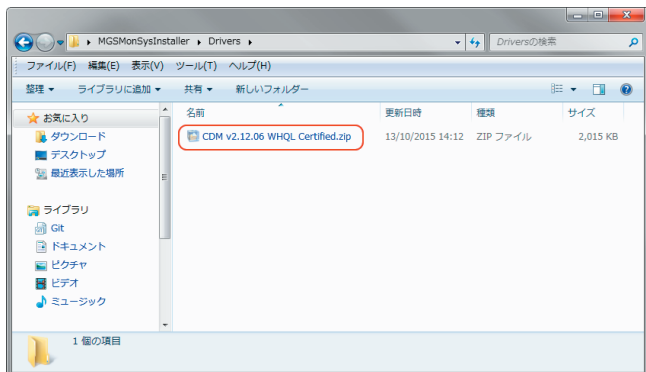 MGSMonSysInstaller ▸ Drivers ▸
Driversの検索
ファイル(F) 編集(E) 表示(V) ツール(T) ヘルプ(H)
整理 ライブラリに追加 共有 新しいフォルダー
お気に入り
ダウンロード
デスクトップ
最近表示した場所
ライブラリ
Git
ドキュメント
ピクチャ
ビデオ
ミュージック
名前 更新日時 種類 サイズ
CDM v2.12.06 WHQL Certified.zip 13/10/2015 14:12 ZIP ファイル 2,015 KB
1 個の項目